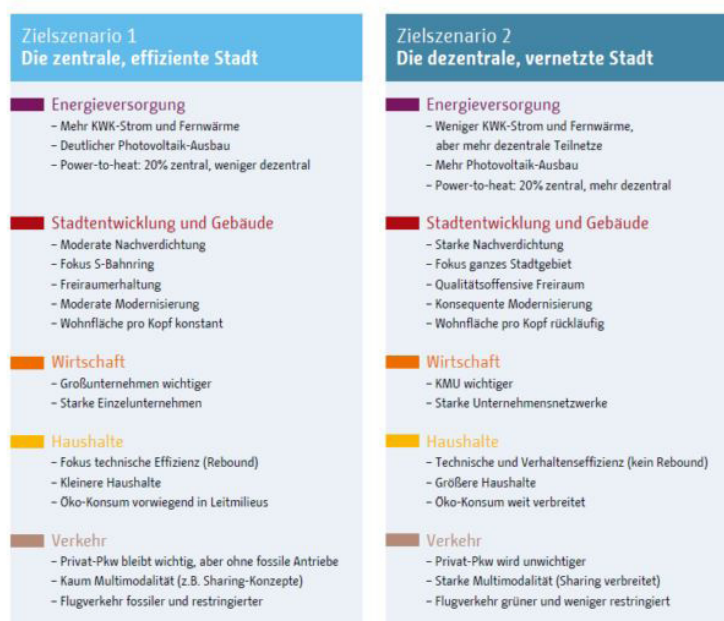 Zielszenario 1
Die zentrale, effiziente Stadt
Energieversorgung
– Mehr KWK-Strom und Fernwärme
– Deutlicher Photovoltaik-Ausbau
– Power-to-heat: 20% zentral, weniger dezentral
Stadtentwicklung und Gebäude
– Moderate Nachverdichtung
– Fokus S-Bahnring
– Freiraumerhaltung
– Moderate Modernisierung
– Wohnfläche pro Kopf konstant
Wirtschaft
– Großunternehmen wichtiger
– Starke Einzelunternehmen
Haushalte
– Fokus technische Effizienz (Rebound)
– Kleinere Haushalte
– Öko-Konsum vorwiegend in Leitmilieus
Verkehr
– Privat-Pkw bleibt wichtig, aber ohne fossile Antriebe
– Kaum Multimodalität (z.B. Sharing-Konzepte)
– Flugverkehr fossiler und restringierter
Zielszenario 2
Die dezentrale, vernetzte Stadt
Energieversorgung
– Weniger KWK-Strom und Fernwärme,
aber mehr dezentrale Teilnetze
– Mehr Photovoltaik-Ausbau
– Power-to-heat: 20% zentral, mehr dezentral
Stadtentwicklung und Gebäude
– Starke Nachverdichtung
– Fokus ganzes Stadtgebiet
– Qualitätsoffensive Freiraum
– Konsequente Modernisierung
– Wohnfläche pro Kopf rückläufig
Wirtschaft
– KMU wichtiger
– Starke Unternehmensnetzwerke
Haushalte
– Technische und Verhaltenseffizienz (kein Rebound)
– Größere Haushalte
– Öko-Konsum weit verbreitet
Verkehr
– Privat-Pkw wird unwichtiger
– Starke Multimodalität (Sharing verbreitet)
– Flugverkehr grüner und weniger restringiert